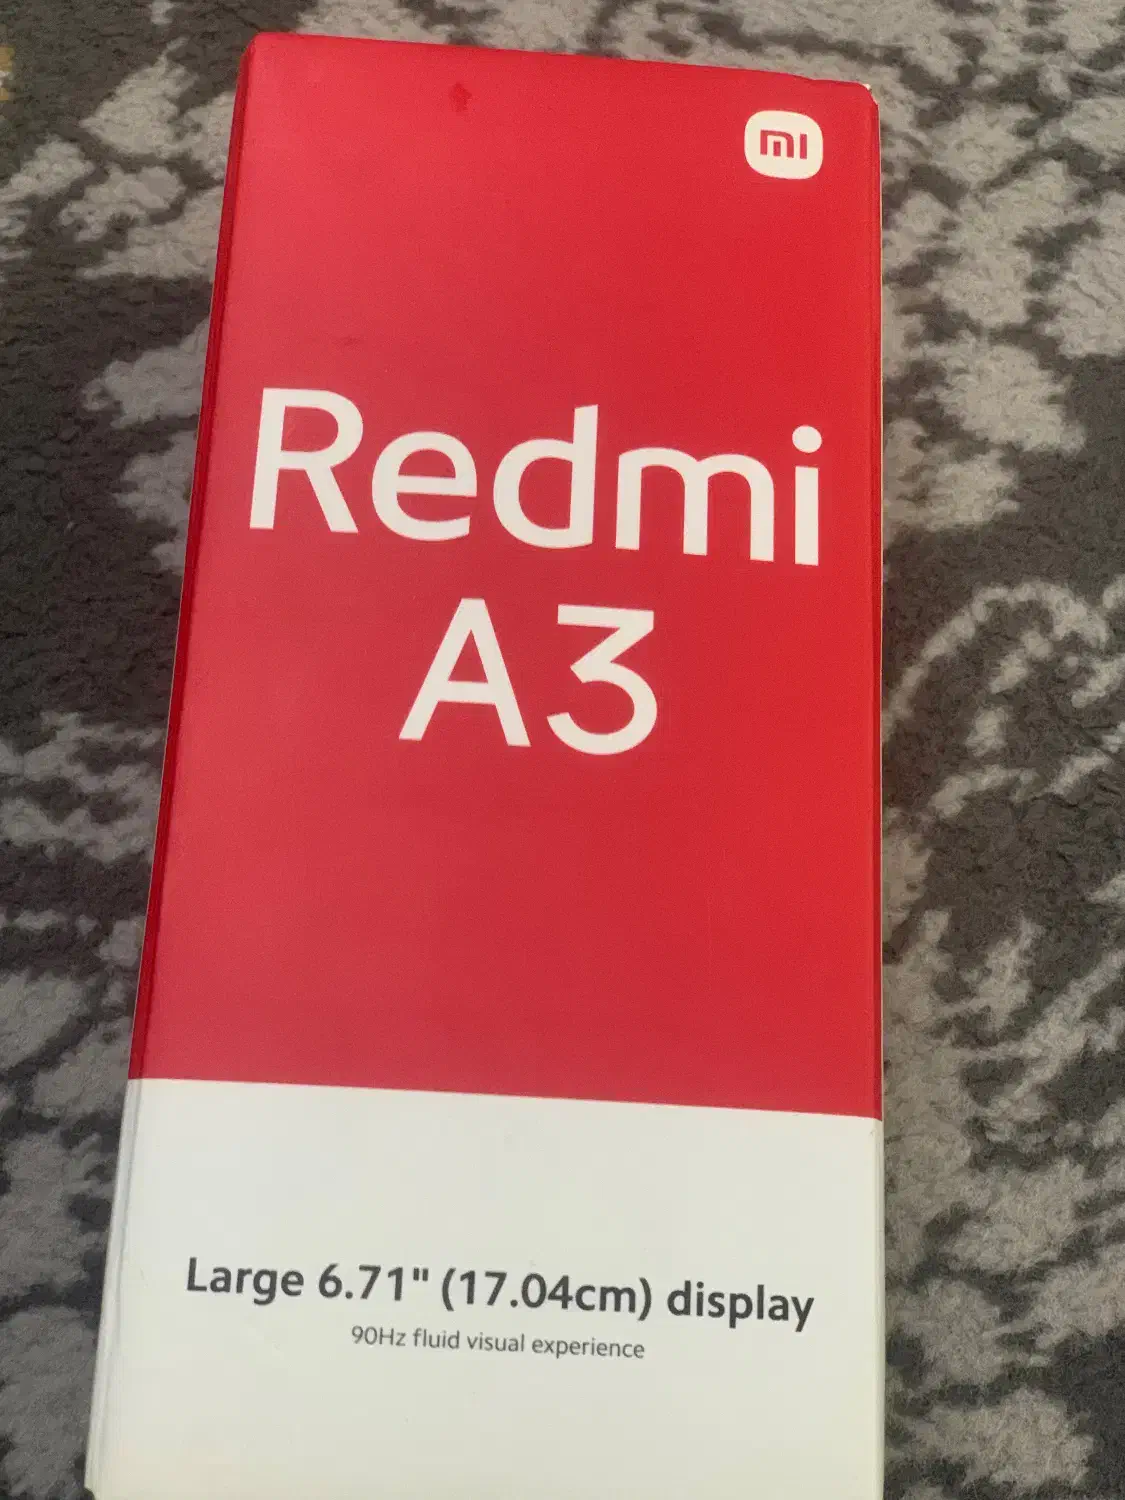 mi
Redmi
A3
Large 6.71" (17.04cm) display
90Hz fluid visual experience